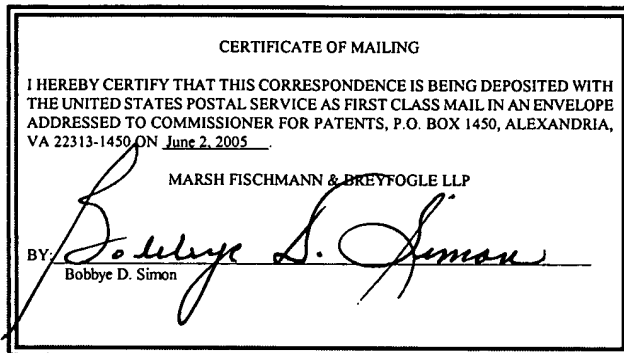 CERTIFICATE OF MAILING
I HEREBY CERTIFY THAT THIS CORRESPONDENCE IS BEING DEPOSITED WITH
THE UNITED STATES POSTAL SERVICE AS FIRST CLASS MAIL IN AN ENVELOPE
ADDRESSED TO COMMISSIONER FOR PATENTS, P.O. BOX 1450, ALEXANDRIA,
VA 22313-1450 ON June 2, 2005.
MARSH FISCHMANN & BREYFOGLE LLP
BY: Bobbye D. Simon
Bobbye D. Simon